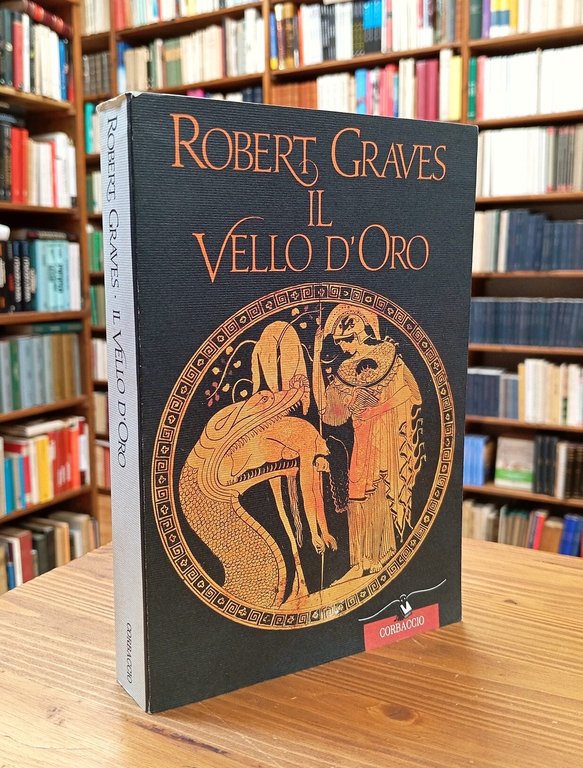 ROBERT GRAVES
IL
VELLO D'ORO
CORBACCIO
ROBERT GRAVES · IL VELLO D'ORO
CORBACCIO